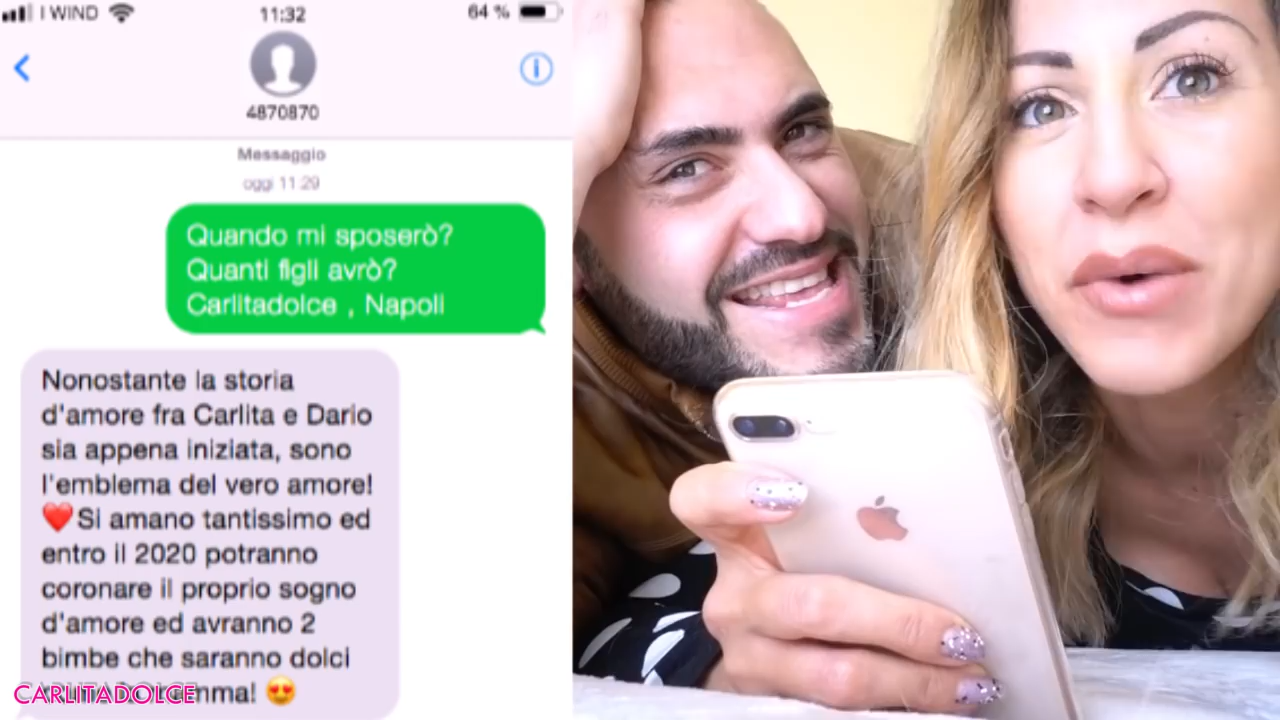 I WIND
11:32
64 %
4870870
Messaggio
oggi 11:29
Quando mi sposerò?
Quanti figli avrò?
Carlitadolce , Napoli
Nonostante la storia
d'amore fra Carlita e Dario
sia appena iniziata, sono
l'emblema del vero amore!
❤️Si amano tantissimo ed
entro il 2020 potranno
coronare il proprio sogno
d'amore ed avranno 2
bimbe che saranno dolci
CARLITADOLCE